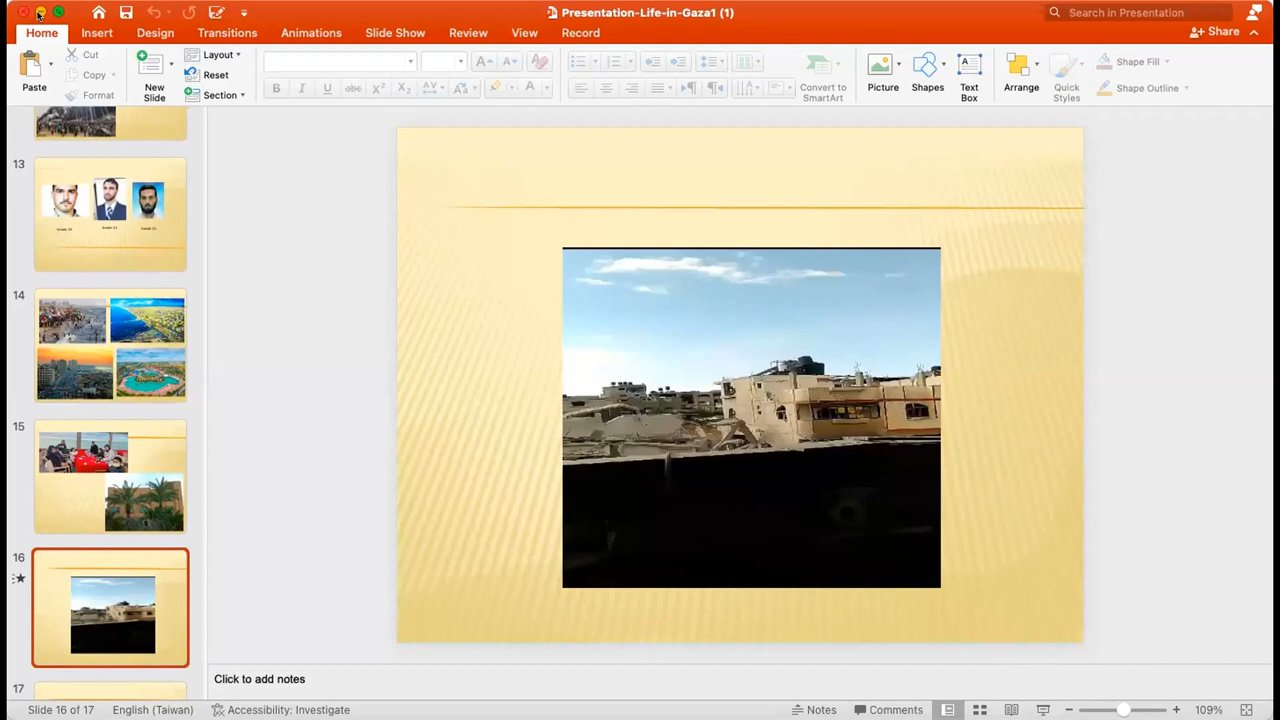 Presentation-Life-in-Gaza1 (1)
Search in Presentation
Home Insert Design Transitions Animations Slide Show Review View Record
Share
Paste
Cut
Copy
Format
New Slide
Layout
Reset
Section
Convert to SmartArt
Picture
Shapes
Text Box
Arrange
Quick Styles
Shape Fill
Shape Outline
13
14
15
16
17
Click to add notes
Slide 16 of 17 English (Taiwan) Accessibility: Investigate Notes Comments 109%